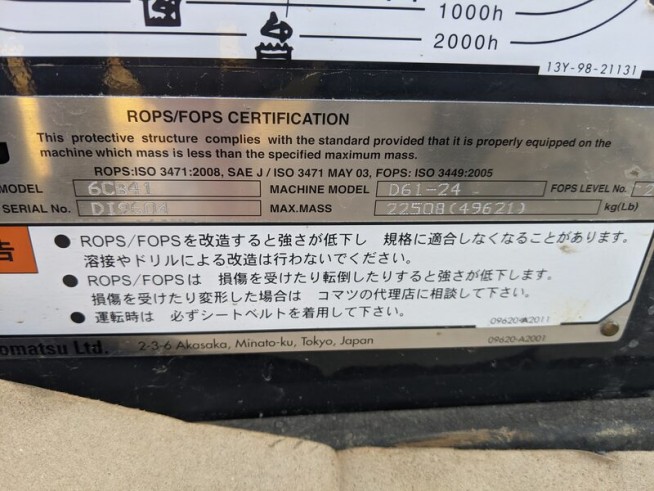 1000h
2000h
13Y-98-21131
ROPS/FOPS CERTIFICATION
This protective structure complies with the standard provided that it is properly equipped on the
machine which mass is less than the specified maximum mass.
ROPS:ISO 3471:2008, SAE J / ISO 3471 MAY 03, FOPS: ISO 3449:2005
MODEL MACHINE MODEL D61-24 FOPS LEVEL No. 2
SERIAL No. MAX.MASS 22508(49621) kg(Lb)
告
● ROPS/FOPSを改造すると強さが低下し 規格に適合しなくなることがあります。
溶接やドリルによる改造は行わないでください。
● ROPS/FOPSは 損傷を受けたり転倒したりすると強さが低下します。
損傷を受けたり変形した場合は コマツの代理店に相談して下さい。
● 運転時は 必ずシートベルトを着用して下さい。
omatsu Ltd. 2-3-6 Akasaka, Minato-ku, Tokyo, Japan 09620-A2001